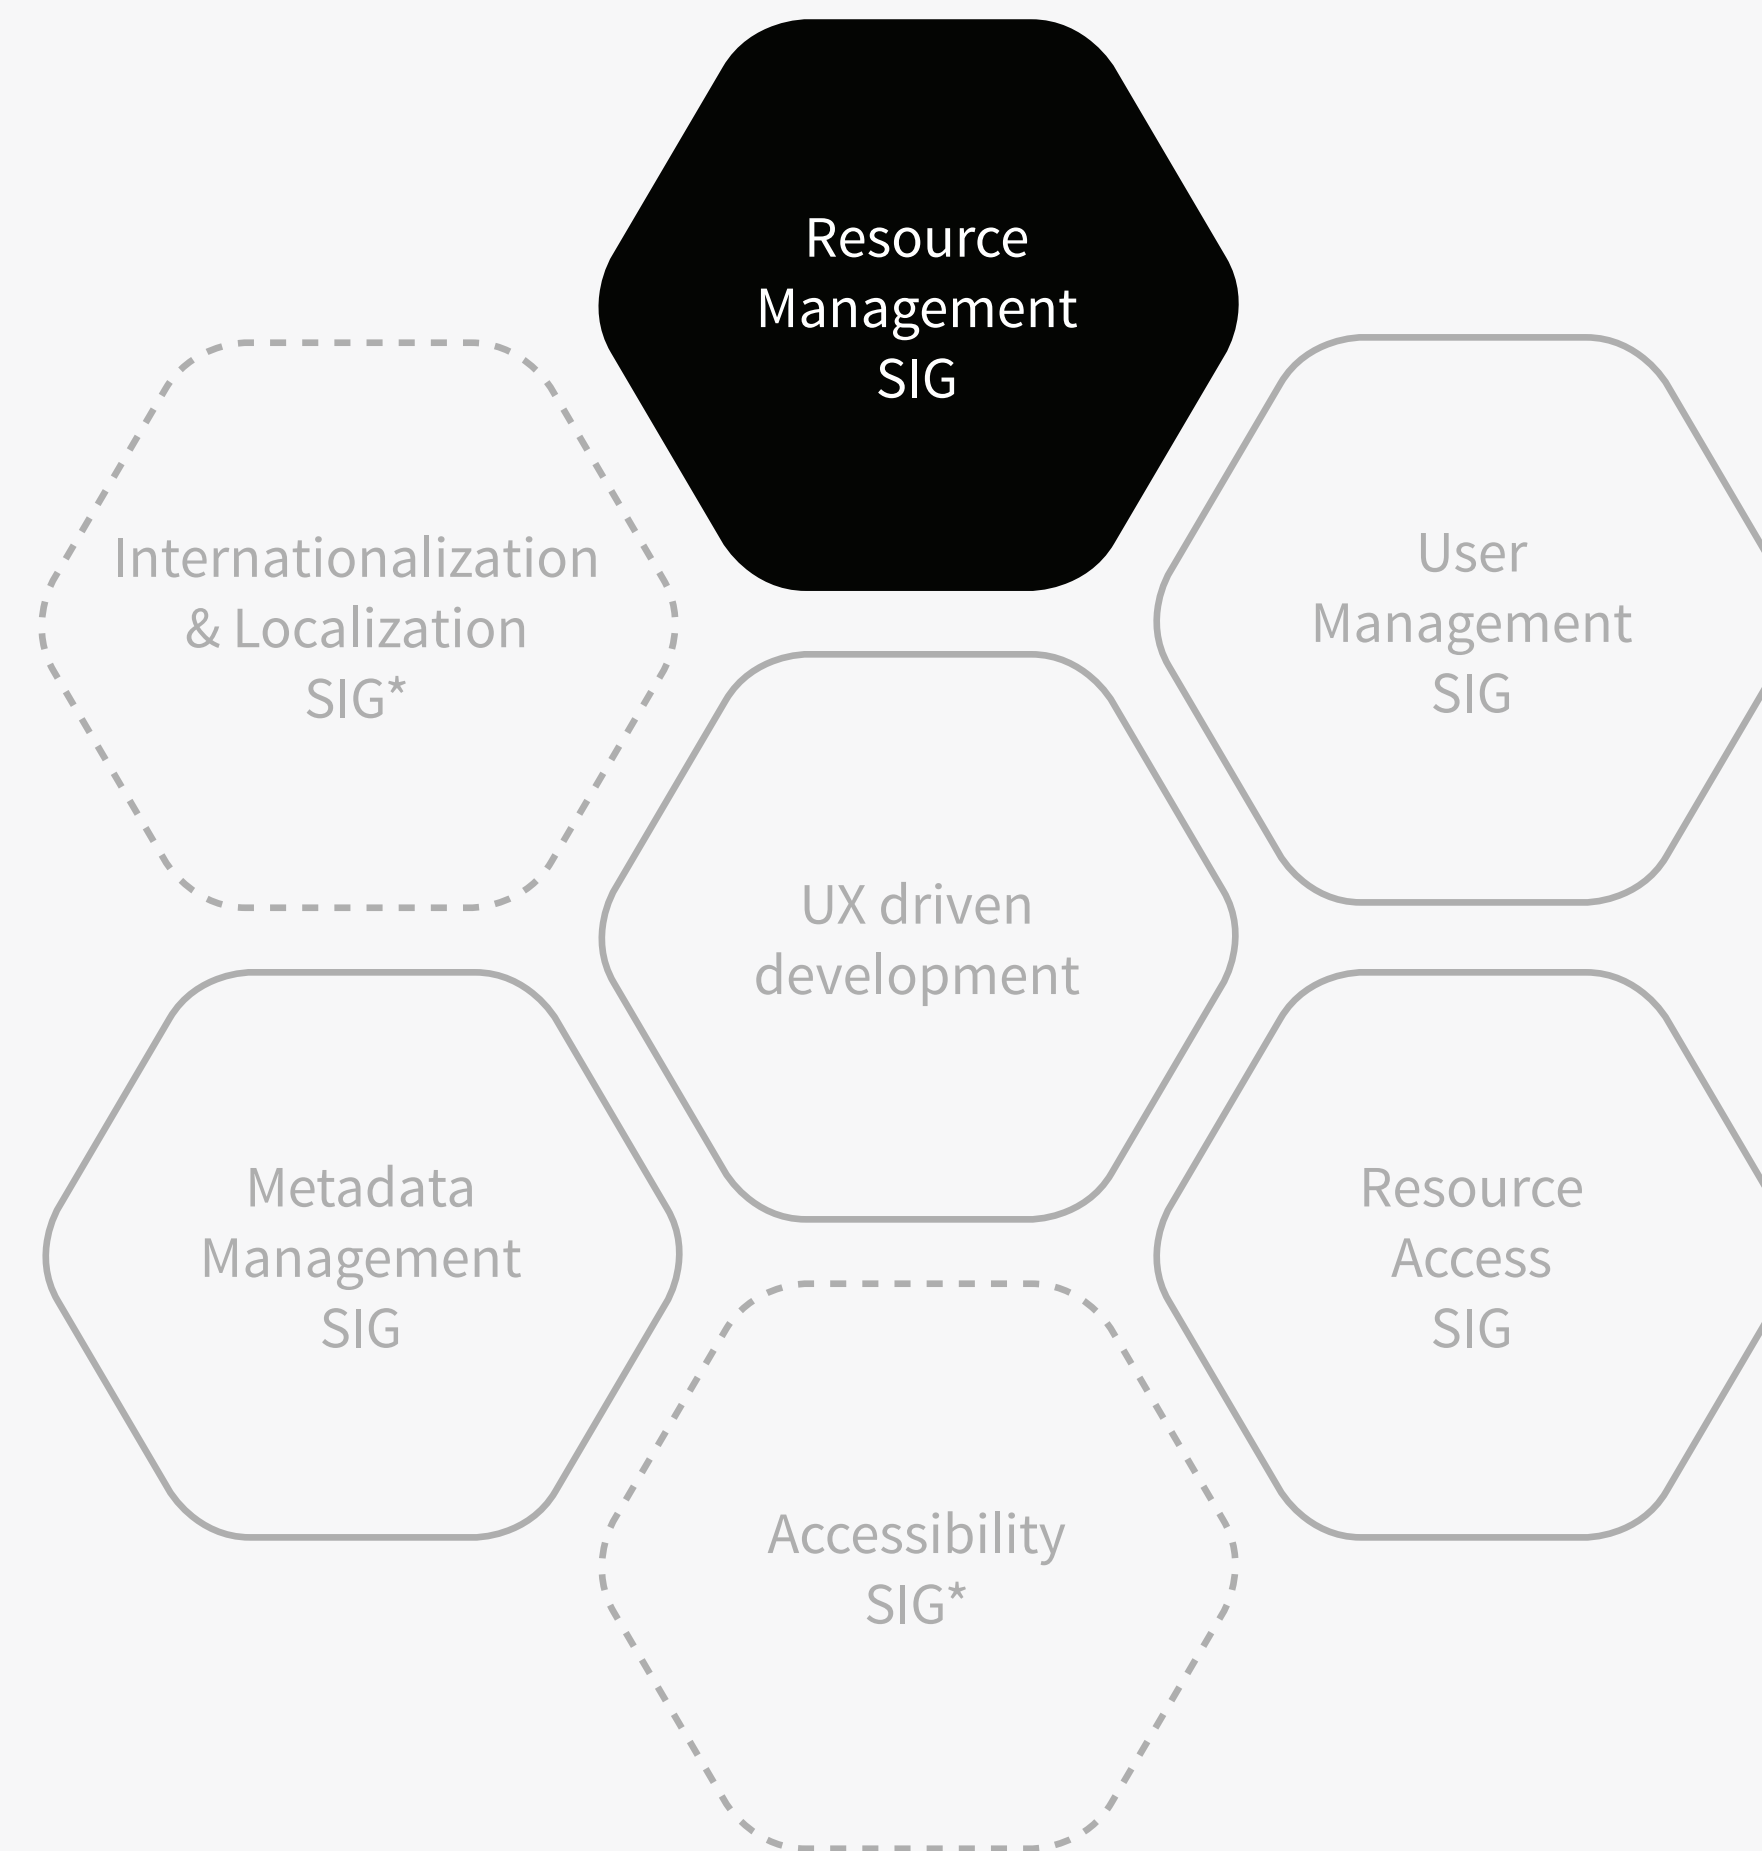 Resource
Management
SIG
Internationalization
& Localization
SIG*
User
Management
SIG
UX driven
development
Metadata
Management
SIG
Resource
Access
SIG
Accessibility
SIG*